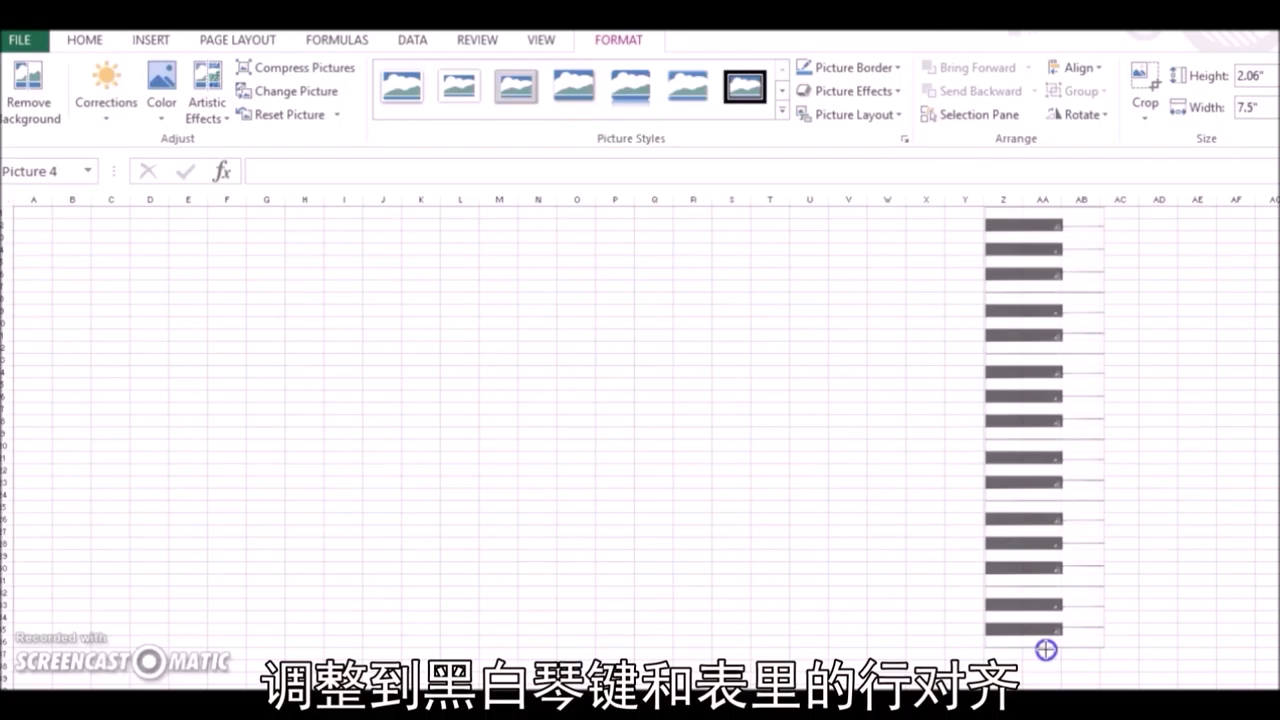 FILE HOME INSERT PAGE LAYOUT FORMULAS DATA REVIEW VIEW FORMAT
Remove
Background
Corrections
Color
Artistic
Effects
Compress Pictures
Change Picture
Reset Picture
Adjust
Picture Styles
Picture Border
Picture Effects
Picture Layout
Bring Forward
Send Backward
Selection Pane
Align
Group
Rotate
Arrange
Crop
Height: 2.06"
Width: 7.5"
Size
Picture 4
fx
A B C D E F G H I J K L M N O P Q R S T U V W X Y Z AA AB AC AD AE AF
Recorded with
SCREENCAST MATIC
调整到黑白琴键和表里的行对齐